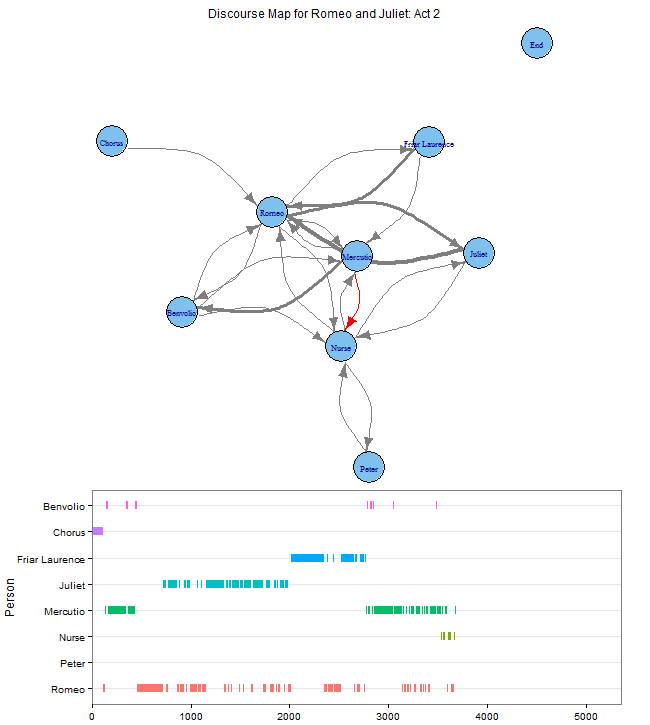 Discourse Map for Romeo and Juliet: Act 2
End
Chorus
Friar Laurence
Romeo
Mercutio
Juliet
Benvolio
Nurse
Peter
Person
Benvolio
Chorus
Friar Laurence
Juliet
Mercutio
Nurse
Peter
Romeo
0 1000 2000 3000 4000 5000